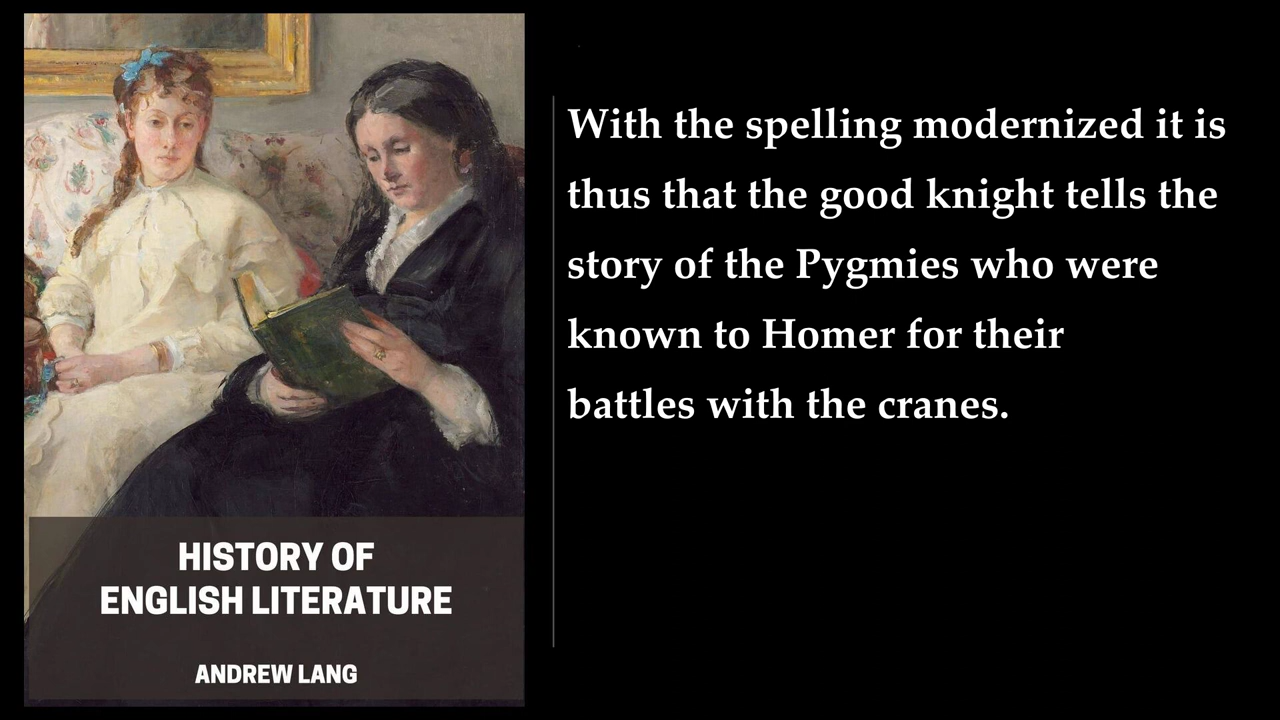 HISTORY OF
ENGLISH LITERATURE
ANDREW LANG
With the spelling modernized it is
thus that the good knight tells the
story of the Pygmies who were
known to Homer for their
battles with the cranes.